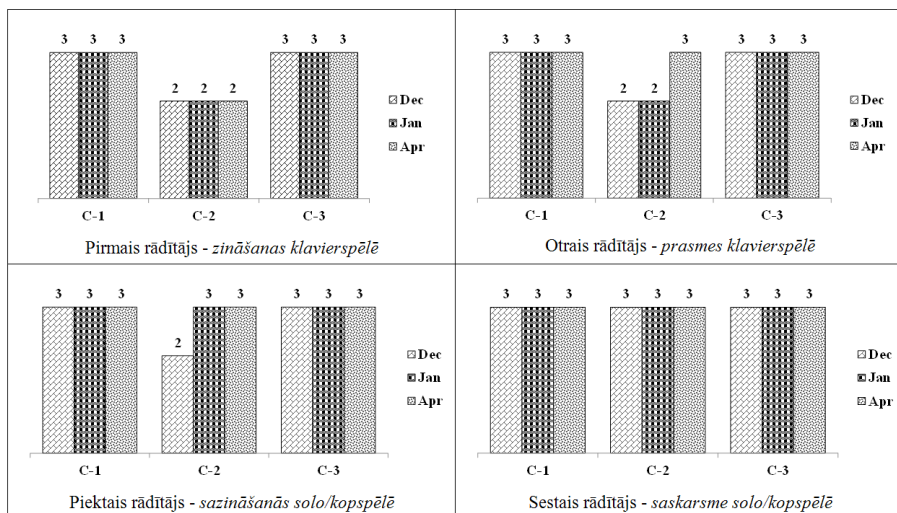 3 3 3 2 2 2 3 3 3
Dec
Jan
Apr
C-1 C-2 C-3
Pirmais rādītājs - zināšanas klavierspēlē
3 3 3 2 2 3 3 3 3
Dec
Jan
Apr
C-1 C-2 C-3
Otrais rādītājs - prasmes klavierspēlē
3 3 3 2 3 3 3 3 3
Dec
Jan
Apr
C-1 C-2 C-3
Piektais rādītājs - sazināšanās solo/kopspēlē
3 3 3 3 3 3 3 3 3
Dec
Jan
Apr
C-1 C-2 C-3
Sestais rādītājs - saskarsme solo/kopspēlē